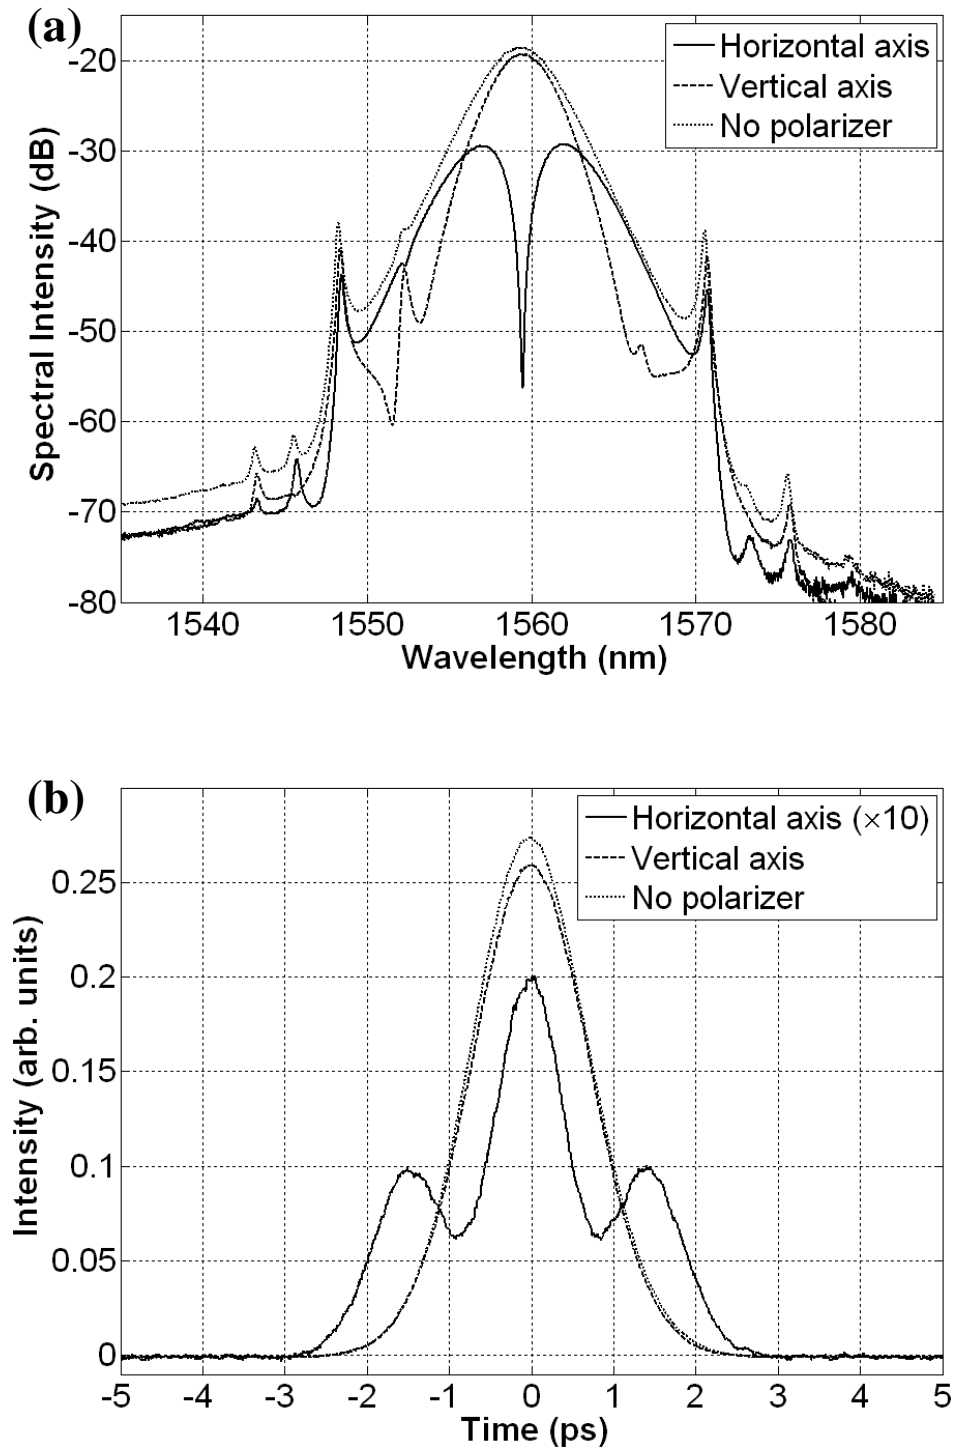 (a)
Horizontal axis
Vertical axis
No polarizer
Spectral Intensity (dB)
-20
-30
-40
-50
-60
-70
-80
1540 1550 1560 1570 1580
Wavelength (nm)
(b)
Horizontal axis (×10)
Vertical axis
No polarizer
Intensity (arb. units)
0.25
0.2
0.15
0.1
0.05
0
-5 -4 -3 -2 -1 0 1 2 3 4 5
Time (ps)